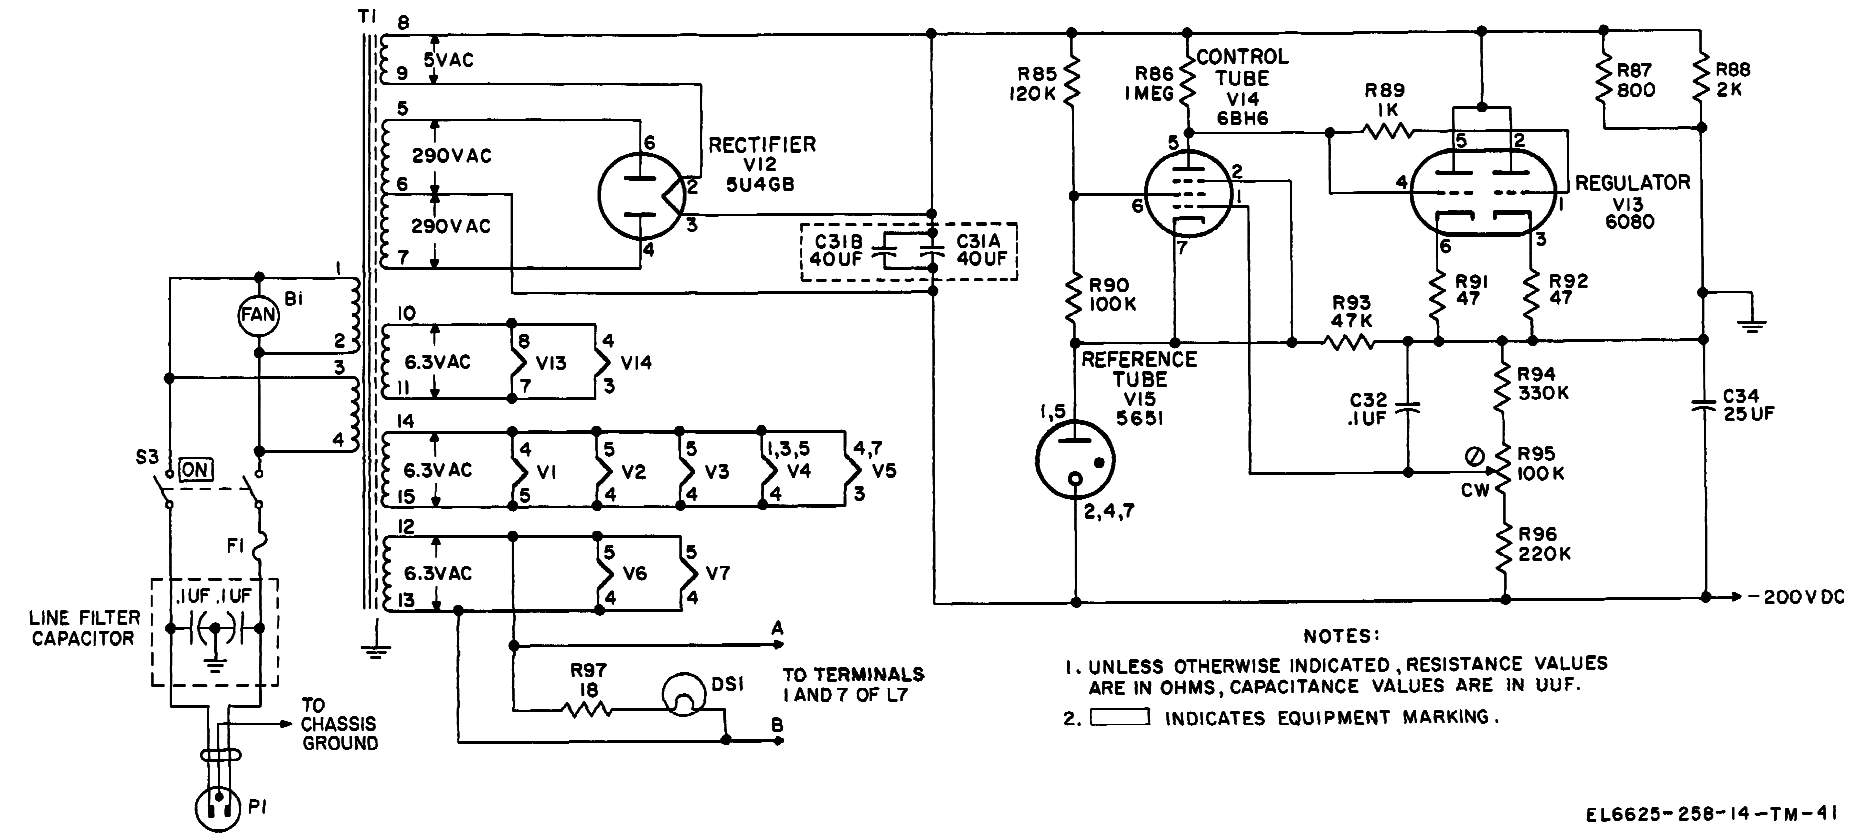 T1
8
5VAC
9
5
290VAC
6
290VAC
7
6
RECTIFIER
V12
5U4GB
2
3
4
C31B
40UF
C31A
40UF
R85
120K
R86
1MEG
CONTROL
TUBE
V14
6BH6
5
2
1
6
7
R89
1K
5
2
4
1
6
3
REGULATOR
V13
6080
R87
800
R88
2K
R90
100K
R91
47
R92
47
R93
47K
REFERENCE
TUBE
V15
5651
1,5
2,4,7
C32
.1UF
R94
330K
R95
100K
CW
R96
220K
C34
25UF
-200VDC
1
B1
FAN
2
3
4
S3
ON
F1
.1UF .1UF
LINE FILTER
CAPACITOR
TO
CHASSIS
GROUND
P1
10
6.3VAC
11
8
V13
7
4
V14
3
14
6.3VAC
15
4
V1
5
5
V2
4
5
V3
4
1,3,5
V4
4
4,7
V5
3
12
6.3VAC
13
5
V6
4
5
V7
4
A
R97
18
DS1
TO TERMINALS
1 AND 7 OF L7
B
NOTES:
1. UNLESS OTHERWISE INDICATED, RESISTANCE VALUES
ARE IN OHMS, CAPACITANCE VALUES ARE IN UUF.
2. INDICATES EQUIPMENT MARKING.
EL6625-258-14-TM-41